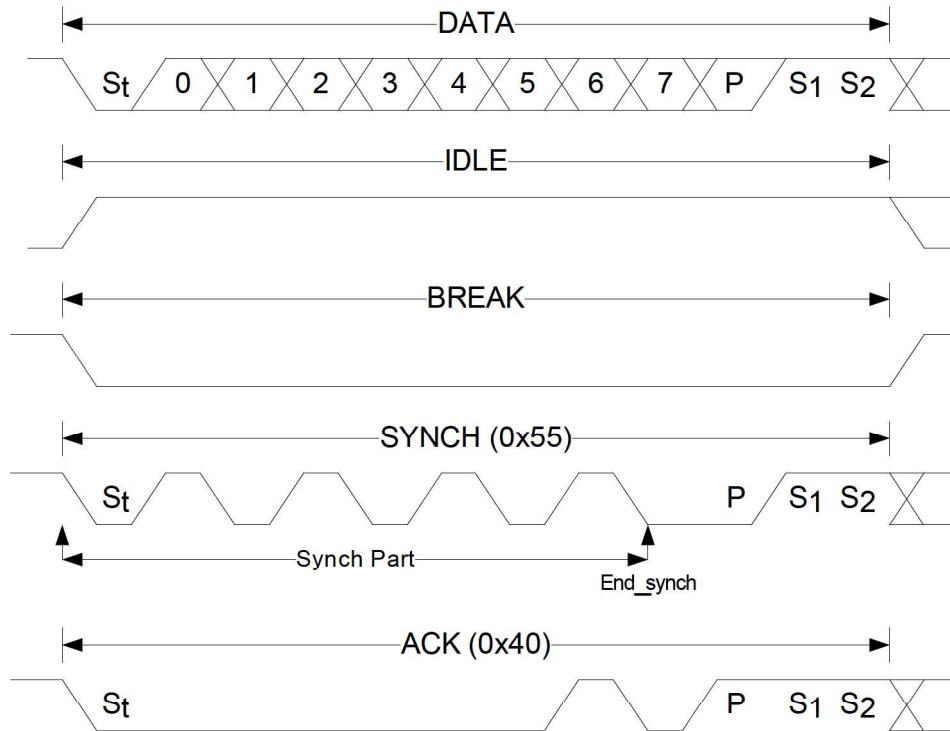 DATA
St 0 1 2 3 4 5 6 7 P S1 S2
IDLE
BREAK
SYNCH (0x55)
St P S1 S2
Synch Part
End_synch
ACK (0x40)
St P S1 S2